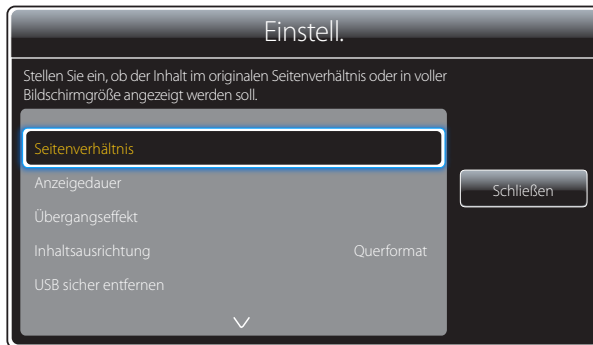 Einstell.
Stellen Sie ein, ob der Inhalt im originalen Seitenverhältnis oder in voller
Bildschirmgröße angezeigt werden soll.
Seitenverhältnis
Anzeigedauer
Schließen
Übergangseffekt
Inhaltsausrichtung Querformat
USB sicher entfernen